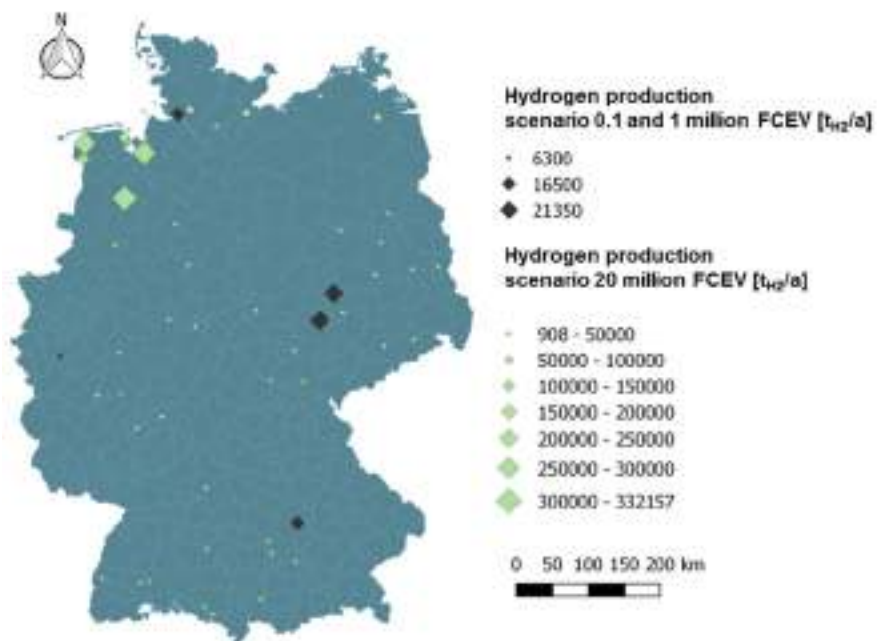 N
Hydrogen production
scenario 0.1 and 1 million FCEV [tH2/a]
6300
16500
21350
Hydrogen production
scenario 20 million FCEV [tH2/a]
908 - 50000
50000 - 100000
100000 - 150000
150000 - 200000
200000 - 250000
250000 - 300000
300000 - 332157
0 50 100 150 200 km